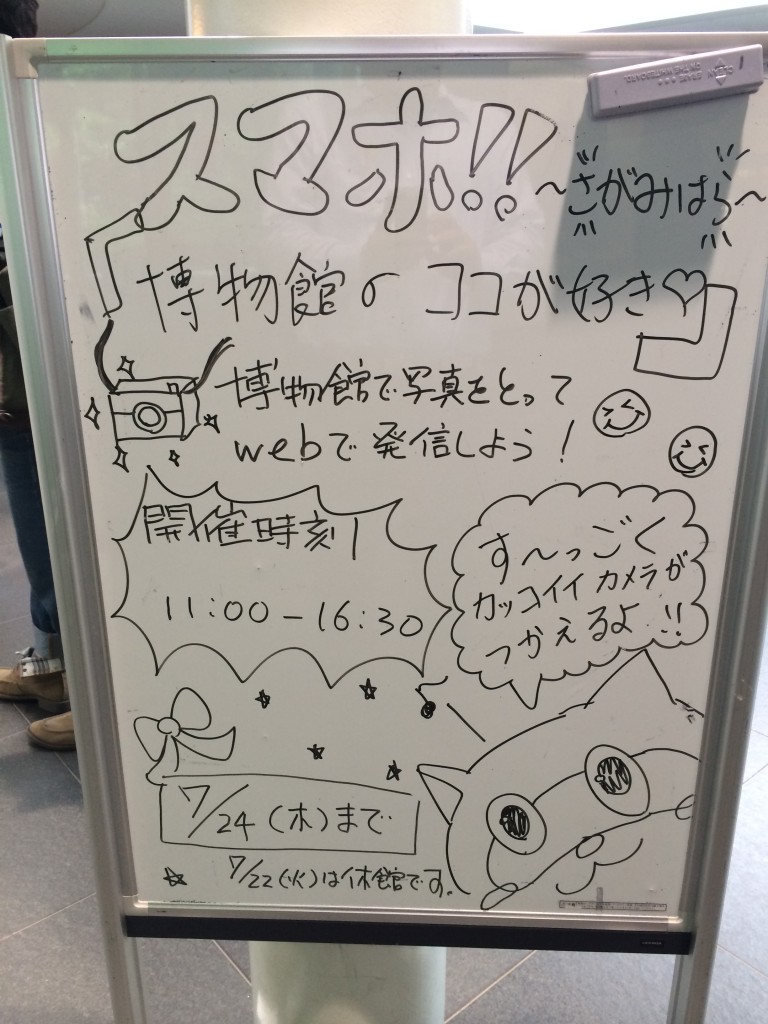 スマホ!!
～さがみはら～
「博物館の ココが好き♡」
博物館で写真をとって
webで発信しよう!
開催時刻
11:00-16:30
す～っごく
カッコイイ カメラが
つかえるよ!!
7/24(木)まで
7/22(火)は休館です。